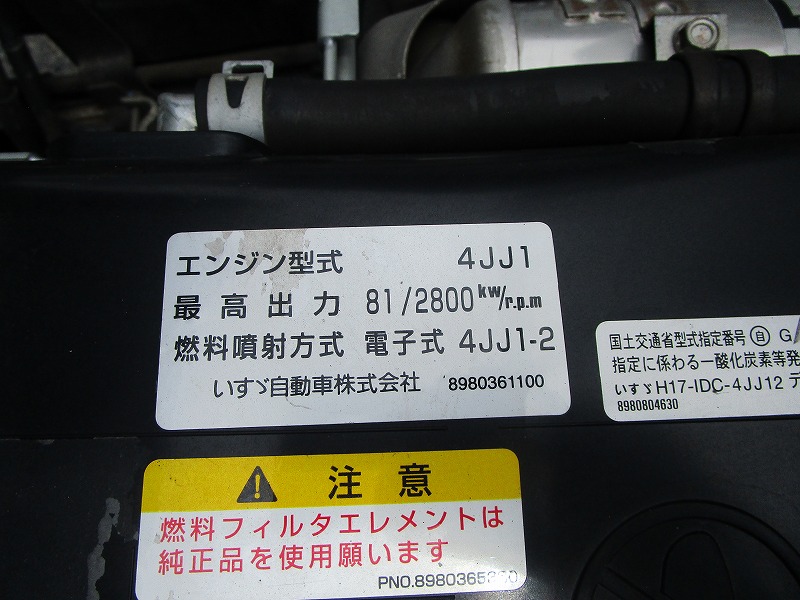 エンジン型式 4JJ1
最高出力 81/2800 kw/r.p.m
燃料噴射方式 電子式 4JJ1-2
いすゞ自動車株式会社 8980361100
国土交通省型式指定番号 自 G
指定に係わる一酸化炭素等発
いすゞH17-IDC-4JJ12 デ
8980804630
⚠ 注意
燃料フィルタエレメントは
純正品を使用願います